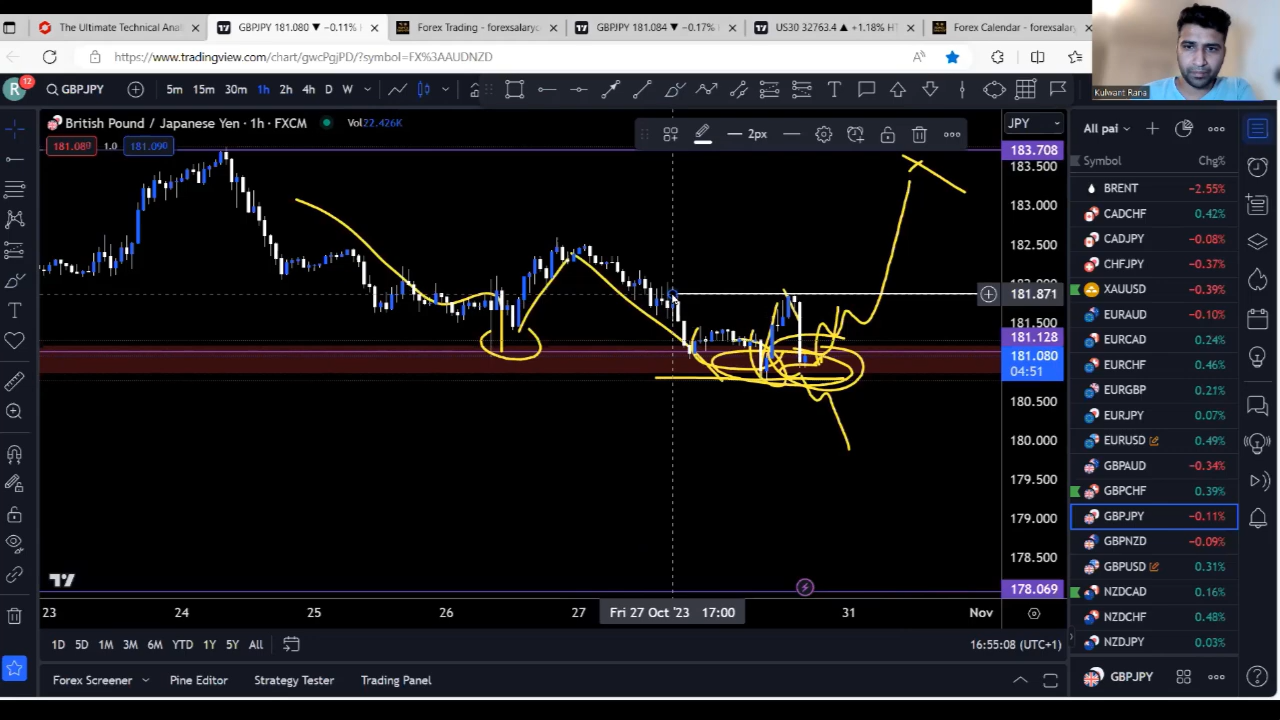 The Ultimate Technical Anal
GBPJPY 181.080 ▼ −0.11% H
Forex Trading - forexsalary
GBPJPY 181.084 ▼ −0.17% H
US30 32763.4 ▲ +1.18% HT
Forex Calendar - forexsalary
https://www.tradingview.com/chart/gwcPgjPD/?symbol=FX%3AAUDNZD
Kulwant Rana
R 12
GBPJPY
5m 15m 30m 1h 2h 4h D W
British Pound / Japanese Yen · 1h · FXCM
Vol 22.426K
181.080 1.0 181.090
2px
JPY
183.708
183.500
183.000
182.500
182.000
181.871
181.500
181.128
181.080
04:51
180.500
180.000
179.500
179.000
178.500
178.069
23 24 25 26 27 Fri 27 Oct '23 17:00 31 Nov
1D 5D 1M 3M 6M YTD 1Y 5Y All
16:55:08 (UTC+1)
Forex Screener Pine Editor Strategy Tester Trading Panel
All pai
Symbol Chg%
BRENT −2.55%
CADCHF 0.42%
CADJPY −0.08%
CHFJPY −0.37%
XAUUSD −0.39%
EURAUD −0.10%
EURCAD 0.24%
EURCHF 0.46%
EURGBP 0.21%
EURJPY 0.07%
EURUSD 0.49%
GBPAUD −0.34%
GBPCHF 0.39%
GBPJPY −0.11%
GBPNZD −0.09%
GBPUSD 0.31%
NZDCAD 0.16%
NZDCHF 0.48%
NZDJPY 0.03%
GBPJPY